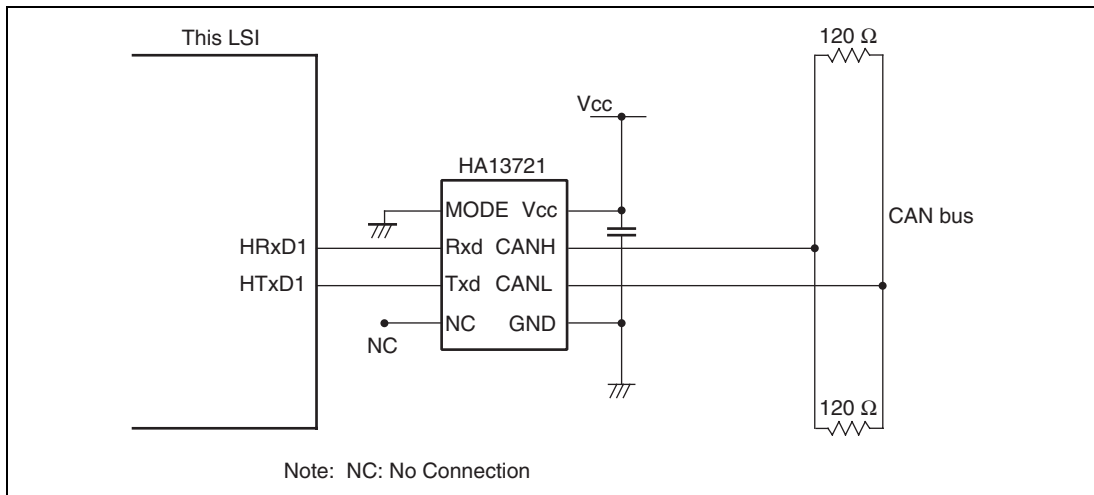 This LSI
120 Ω
Vcc
HA13721
MODE Vcc
CAN bus
HRxD1 Rxd CANH
HTxD1 Txd CANL
NC GND
NC
120 Ω
Note: NC: No Connection